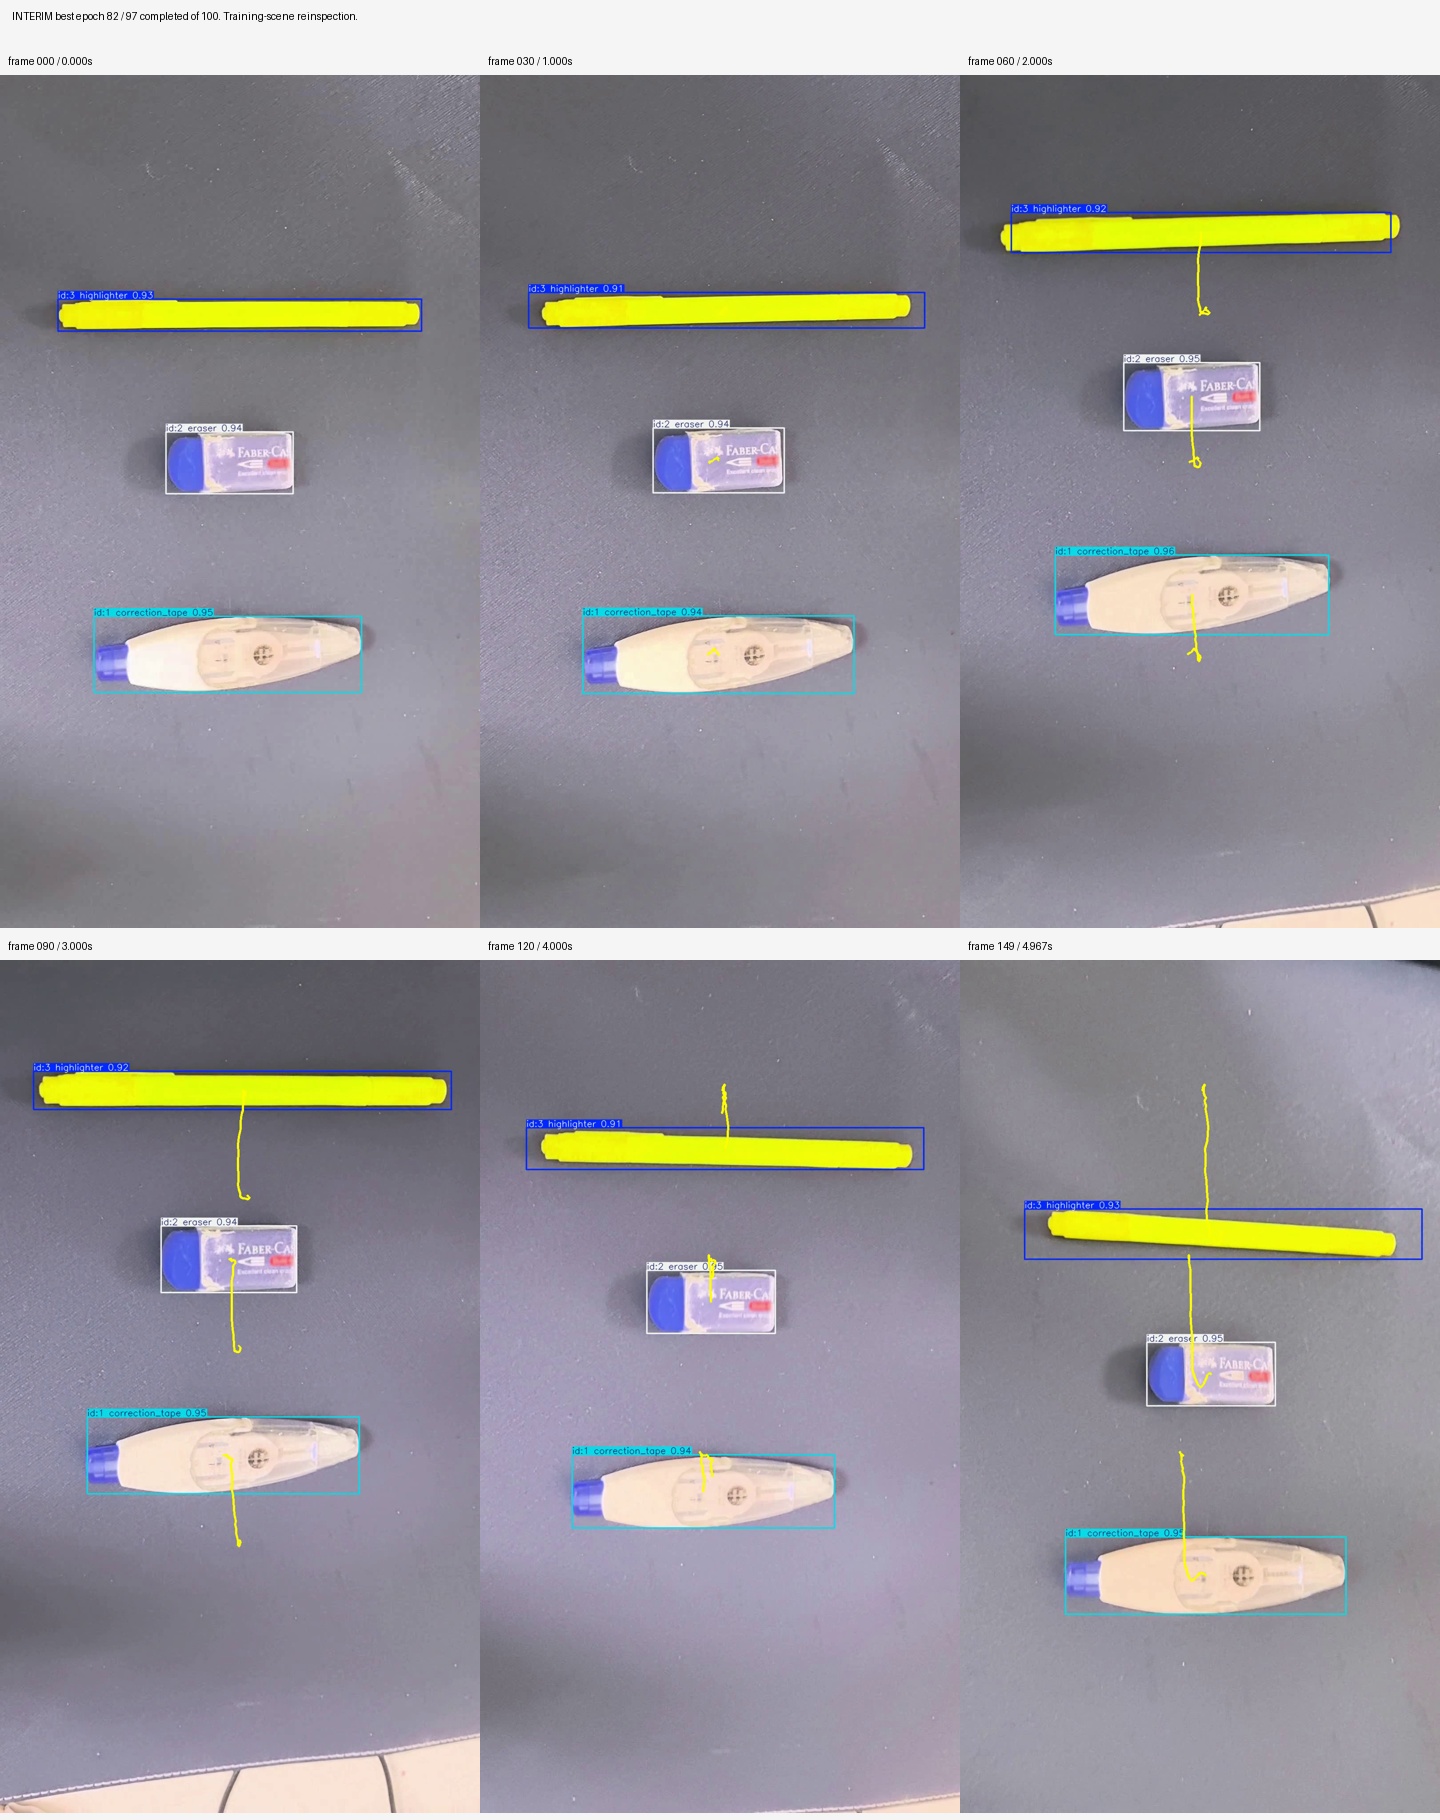 INTERIM best epoch 82 / 97 completed of 100. Training-scene reinspection.
frame 000 / 0.000s
frame 030 / 1.000s
frame 060 / 2.000s
id:3 highlighter 0.93
id:2 eraser 0.94
FABER-CA
id:1 correction_tape 0.95
id:3 highlighter 0.91
id:2 eraser 0.94
FABER-CA
id:1 correction_tape 0.94
id:3 highlighter 0.92
id:2 eraser 0.95
FABER-CA
id:1 correction_tape 0.96
frame 090 / 3.000s
frame 120 / 4.000s
frame 149 / 4.967s
id:3 highlighter 0.92
id:2 eraser 0.94
FABER-CA
id:1 correction_tape 0.95
id:3 highlighter 0.91
id:2 eraser 0.95
FABER-CA
id:1 correction_tape 0.94
id:3 highlighter 0.93
id:2 eraser 0.95
FABER-CA
id:1 correction_tape 0.95